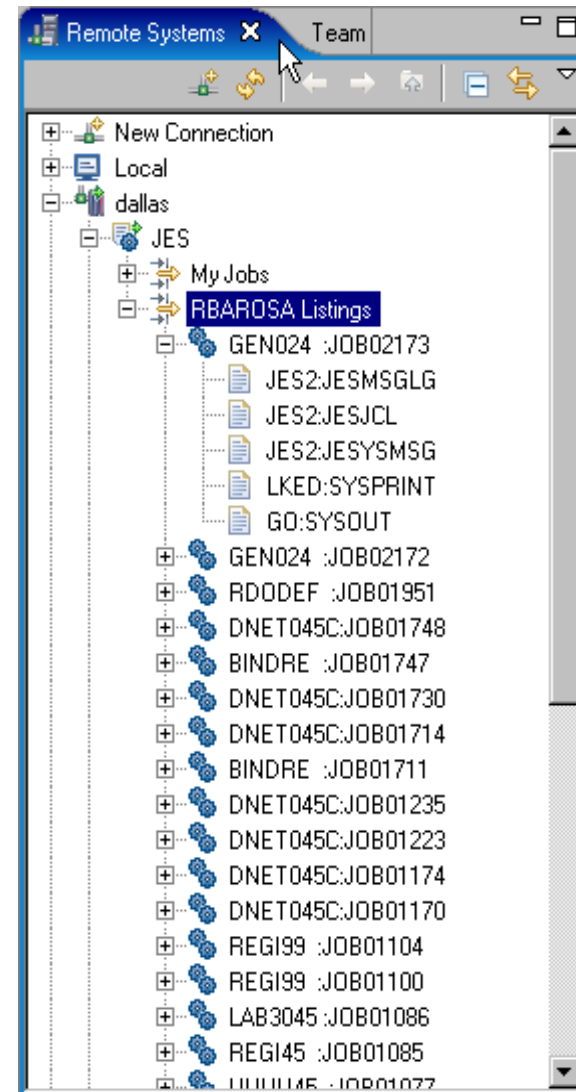 Remote Systems Team
New Connection
Local
dallas
JES
My Jobs
RBAROSA Listings
GEN024 :JOB02173
JES2:JESMSGLG
JES2:JESJCL
JES2:JESYSMSG
LKED:SYSPRINT
GO:SYSOUT
GEN024 :JOB02172
RDODEF :JOB01951
DNET045C:JOB01748
BINDRE :JOB01747
DNET045C:JOB01730
DNET045C:JOB01714
BINDRE :JOB01711
DNET045C:JOB01235
DNET045C:JOB01223
DNET045C:JOB01174
DNET045C:JOB01170
REGI99 :JOB01104
REGI99 :JOB01100
LAB3045 :JOB01086
REGI45 :JOB01085